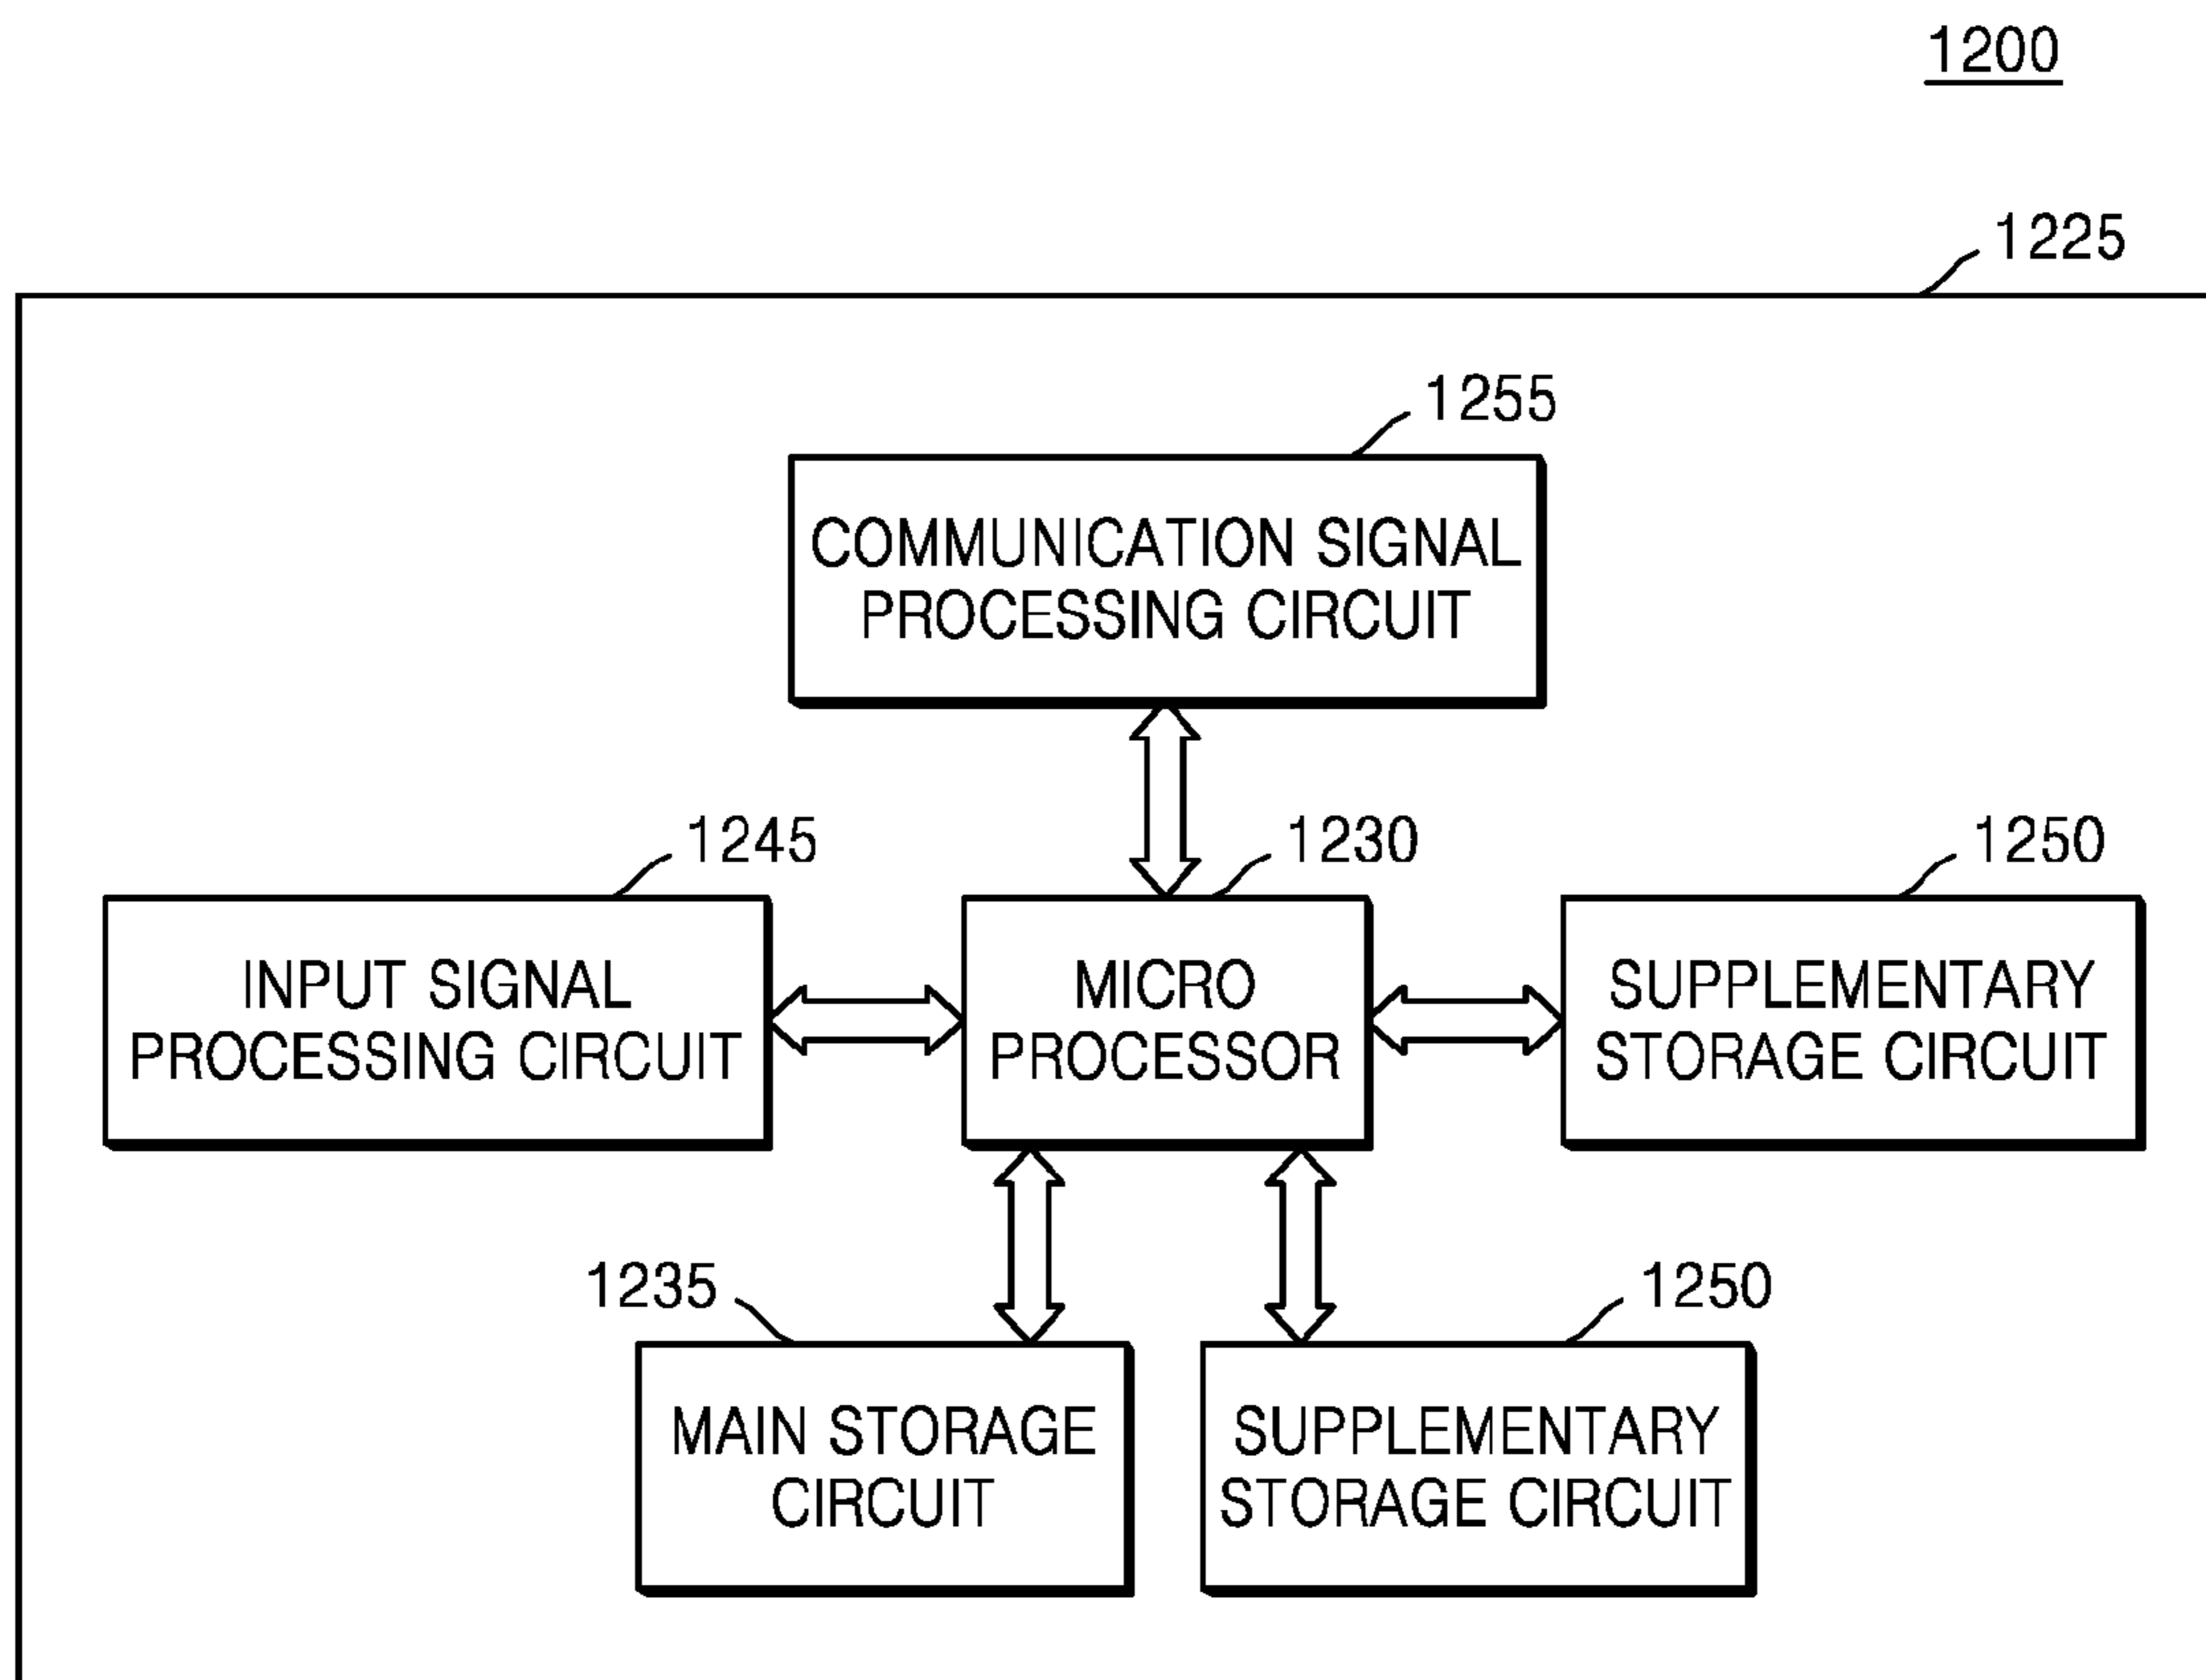 1200
1225
1255
COMMUNICATION SIGNAL
PROCESSING CIRCUIT
1245
1230
1250
INPUT SIGNAL
PROCESSING CIRCUIT
MICRO
PROCESSOR
SUPPLEMENTARY
STORAGE CIRCUIT
1235
1250
MAIN STORAGE
CIRCUIT
SUPPLEMENTARY
STORAGE CIRCUIT